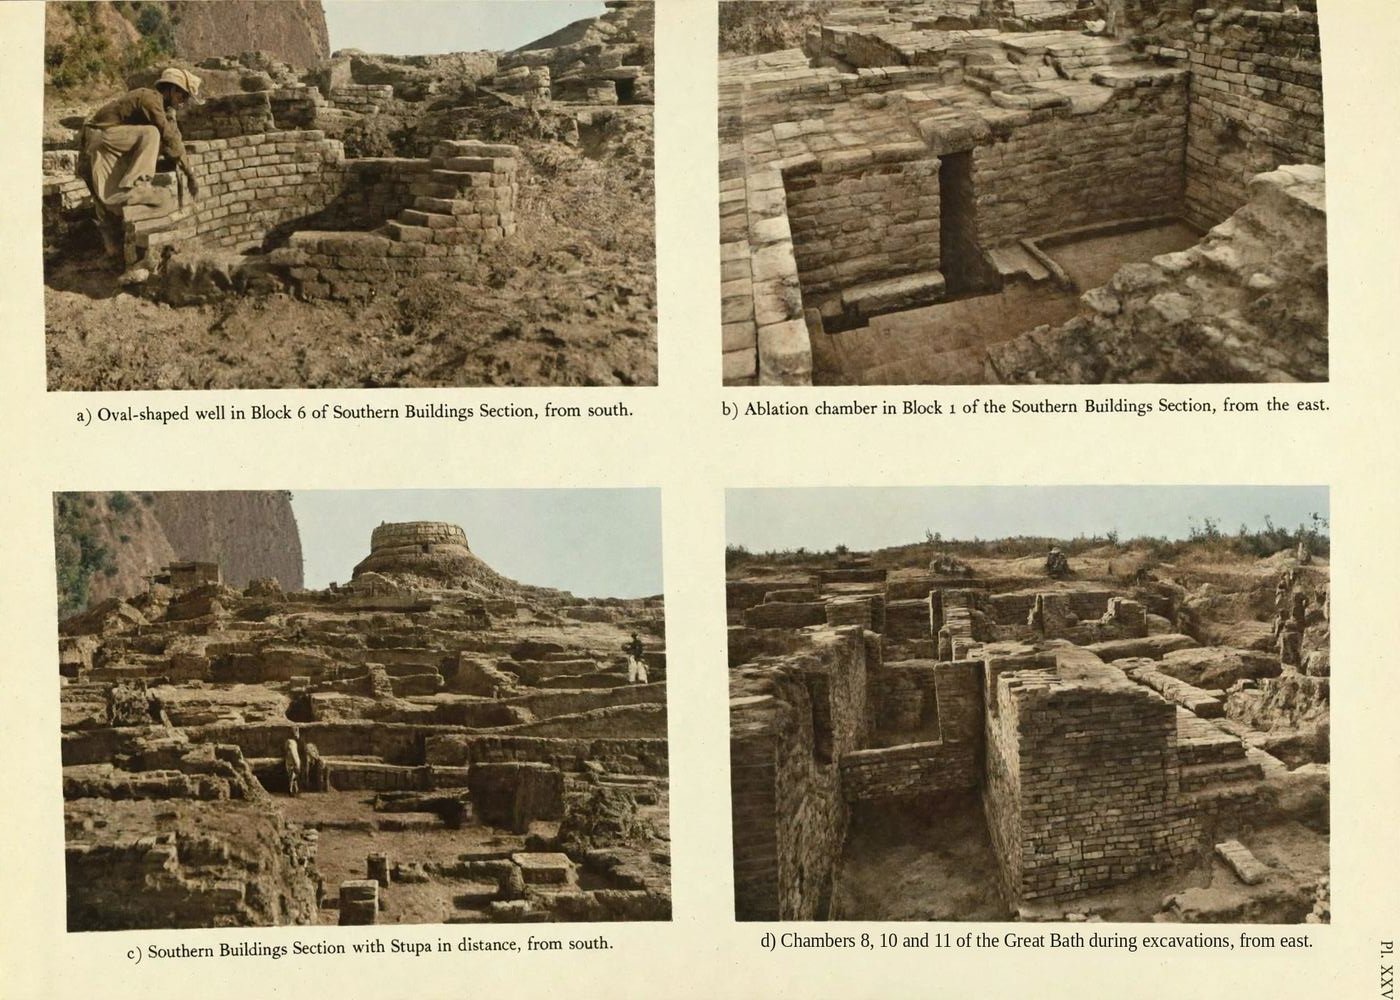 a) Oval-shaped well in Block 6 of Southern Buildings Section, from south.
b) Ablation chamber in Block 1 of the Southern Buildings Section, from the east.
c) Southern Buildings Section with Stupa in distance, from south.
d) Chambers 8, 10 and 11 of the Great Bath during excavations, from east.
Pl. XXV